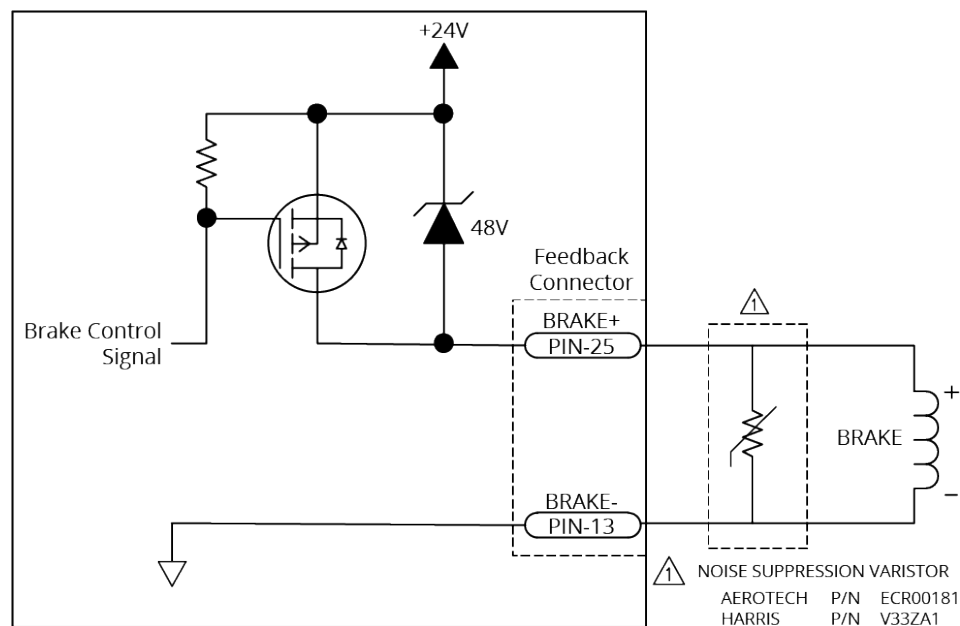 +24V
48V
Feedback
Connector
1
BRAKE+
PIN-25
Brake Control
Signal
+
BRAKE
−
BRAKE-
PIN-13
1 NOISE SUPPRESSION VARISTOR
AEROTECH P/N ECR00181
HARRIS P/N V33ZA1